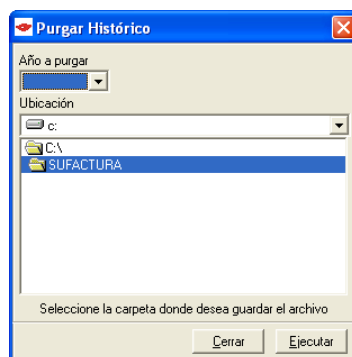 Purgar Histórico
Año a purgar
Ubicación
c:
C:\
SUFACTURA
Seleccione la carpeta donde desea guardar el archivo
Cerrar Ejecutar